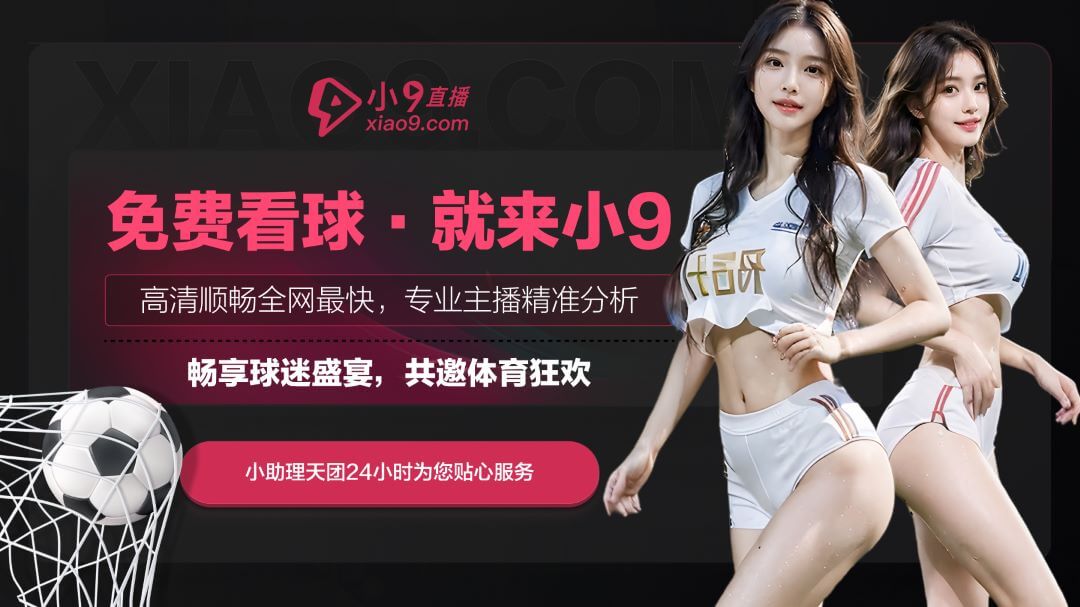 XIAO9.COM
小9直播
xiao9.com
免费看球·就来小9
高清顺畅全网最快，专业主播精准分析
畅享球迷盛宴，共邀体育狂欢
小助理天团24小时为您贴心服务